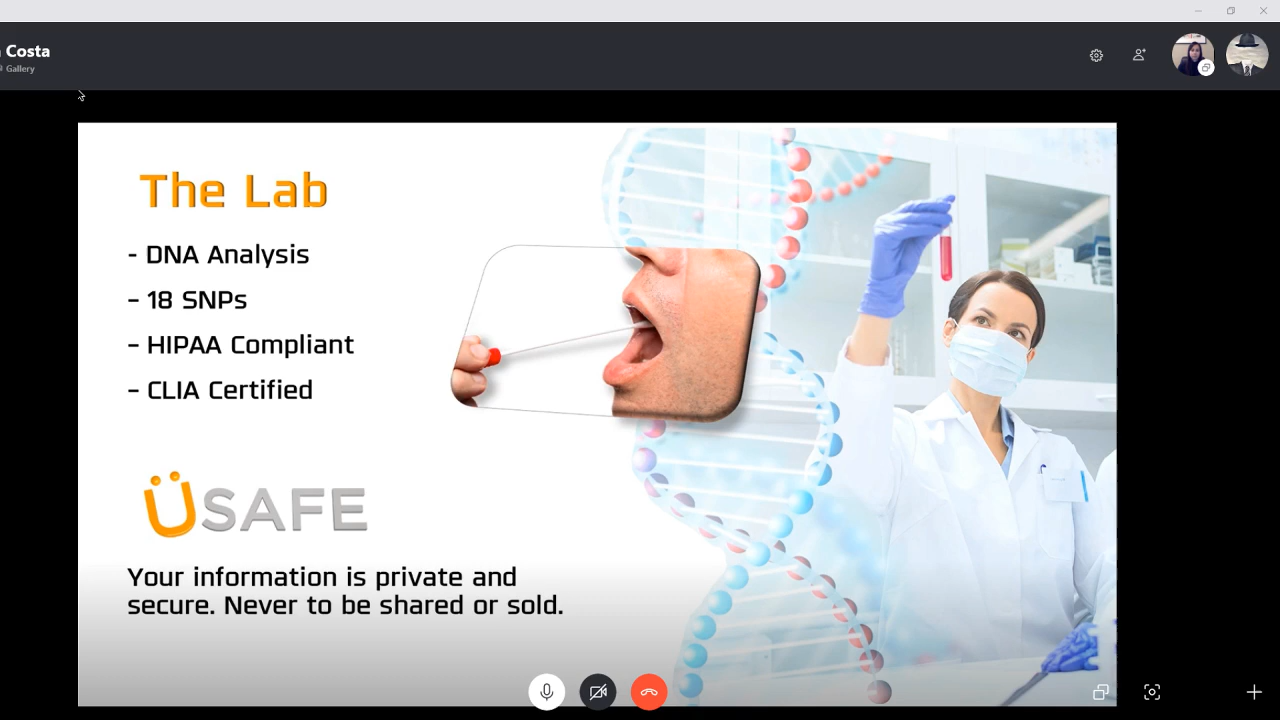 Costa
Gallery
The Lab
- DNA Analysis
- 18 SNPs
- HIPAA Compliant
- CLIA Certified
ÜSAFE
Your information is private and
secure. Never to be shared or sold.